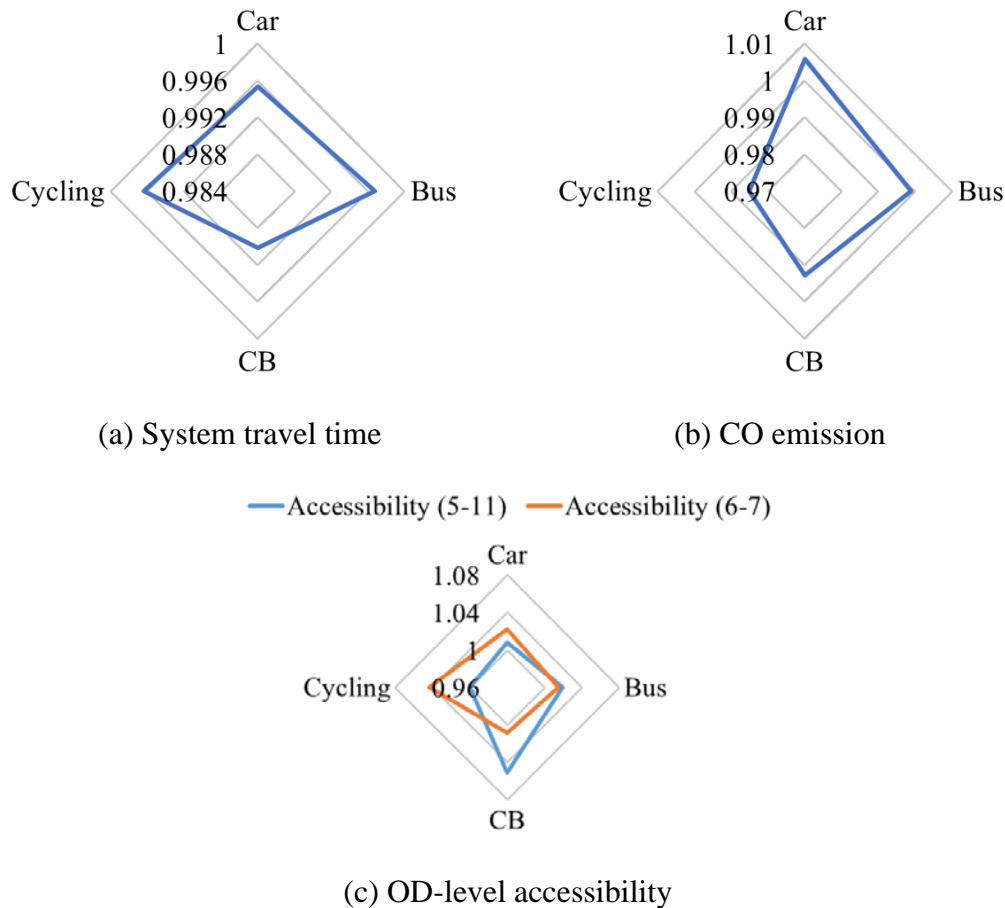 Car
1
0.996
0.992
0.988
0.984
Cycling
Bus
CB
(a) System travel time
Car
1.01
1
0.99
0.98
0.97
Cycling
Bus
CB
(b) CO emission
Accessibility (5-11) Accessibility (6-7)
Car
1.08
1.04
1
0.96
Cycling
Bus
CB
(c) OD-level accessibility